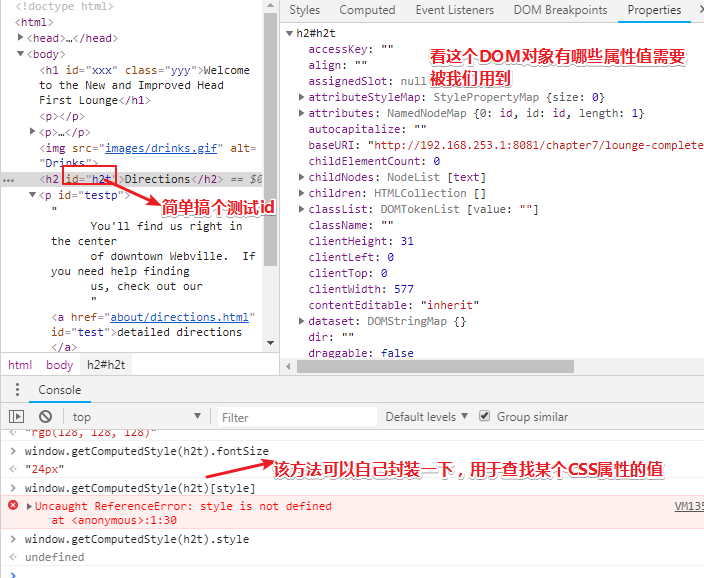 <!doctype html>
<html>
<head>…</head>
<body>
<h1 id="xxx" class="yyy">Welcome
to the New and Improved Head
First Lounge</h1>
<p></p>
<p>…</p>
<img src="images/drinks.gif" alt=
"Drinks">
… <h2 id="h2t">Directions</h2> == $0
简单搞个测试id
<p id="testp">
"
You'll find us right in
the center
of downtown Webville.  If
you need help finding
us, check out our
"
<a href="about/directions.html"
id="test">detailed directions
</a>
html body h2#h2t
Styles Computed Event Listeners DOM Breakpoints Properties
h2#h2t
看这个DOM对象有哪些属性值需要
被我们用到
accessKey: ""
align: ""
assignedSlot: null
attributeStyleMap: StylePropertyMap {size: 0}
attributes: NamedNodeMap {0: id, id: id, length: 1}
autocapitalize: ""
baseURI: "http://192.168.253.1:8081/chapter7/lounge-complete
childElementCount: 0
childNodes: NodeList [text]
children: HTMLCollection []
classList: DOMTokenList [value: ""]
className: ""
clientHeight: 31
clientLeft: 0
clientTop: 0
clientWidth: 577
contentEditable: "inherit"
dataset: DOMStringMap {}
dir: ""
draggable: false
Console
top Filter Default levels Group similar
"rgb(128, 128, 128)"
> window.getComputedStyle(h2t).fontSize
"24px"
该方法可以自己封装一下，用于查找某个CSS属性的值
> window.getComputedStyle(h2t)[style]
Uncaught ReferenceError: style is not defined VM135
at <anonymous>:1:30
> window.getComputedStyle(h2t).style
undefined
>